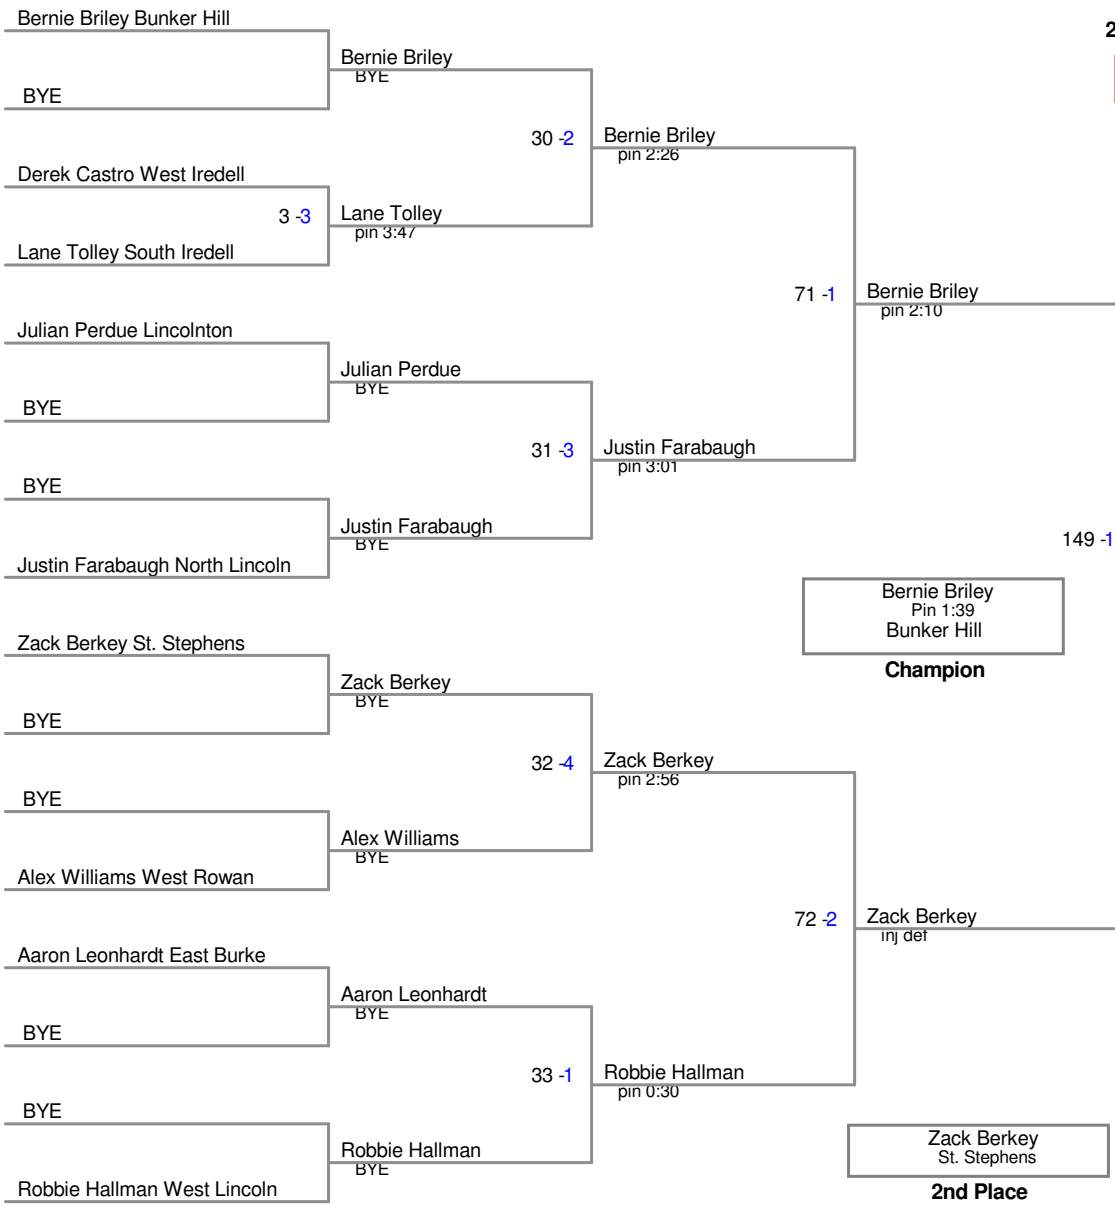 Bernie Briley Bunker Hill
2
Bernie Briley
BYE
BYE
30 -2
Bernie Briley
pin 2:26
Derek Castro West Iredell
3 -3
Lane Tolley
pin 3:47
Lane Tolley South Iredell
71 -1
Bernie Briley
pin 2:10
Julian Perdue Lincolnton
Julian Perdue
BYE
BYE
31 -3
Justin Farabaugh
pin 3:01
BYE
Justin Farabaugh
BYE
149 -1
Justin Farabaugh North Lincoln
Bernie Briley
Pin 1:39
Bunker Hill
Champion
Zack Berkey St. Stephens
Zack Berkey
BYE
BYE
32 -4
Zack Berkey
pin 2:56
BYE
Alex Williams
BYE
Alex Williams West Rowan
72 -2
Zack Berkey
inj def
Aaron Leonhardt East Burke
Aaron Leonhardt
BYE
BYE
33 -1
Robbie Hallman
pin 0:30
BYE
Robbie Hallman
BYE
Robbie Hallman West Lincoln
Zack Berkey
St. Stephens
2nd Place